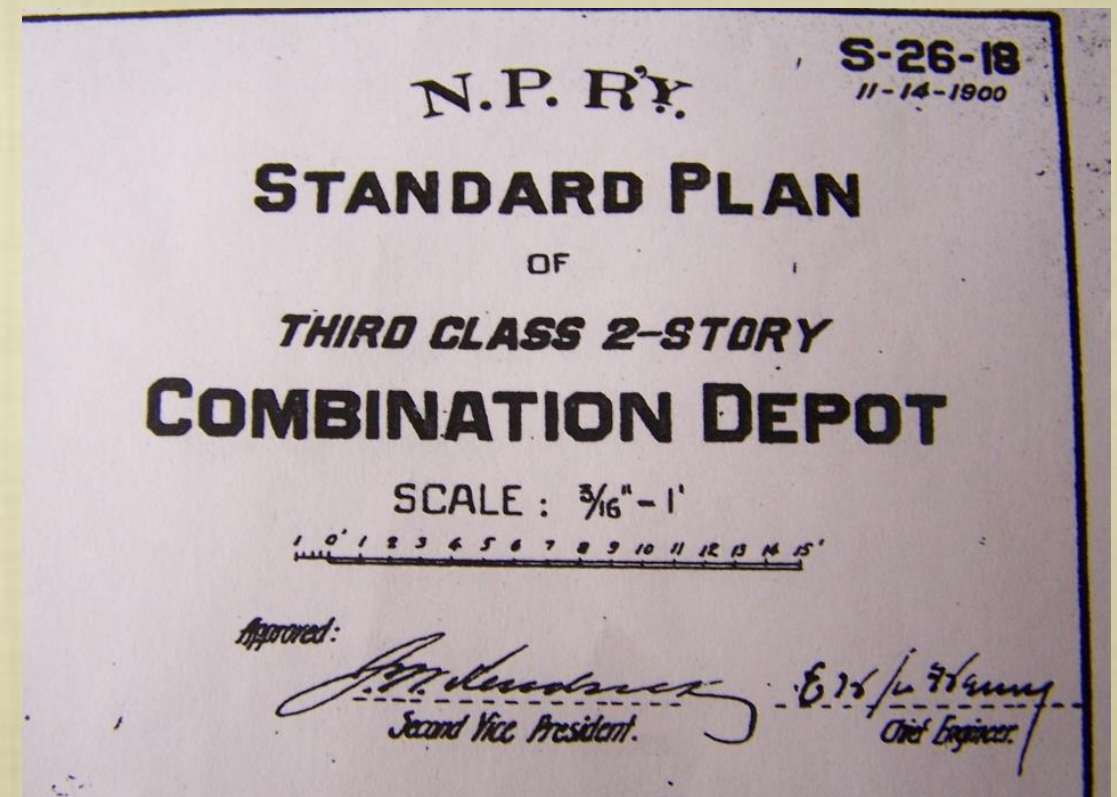 S-26-18
11-14-1900
N.P. R'Y.
STANDARD PLAN
OF
THIRD CLASS 2-STORY
COMBINATION DEPOT
SCALE : 3/16" - 1'
1 0' 1 2 3 4 5 6 7 8 9 10 11 12 13 14 15'
Approved:
Second Vice President.
Chief Engineer.